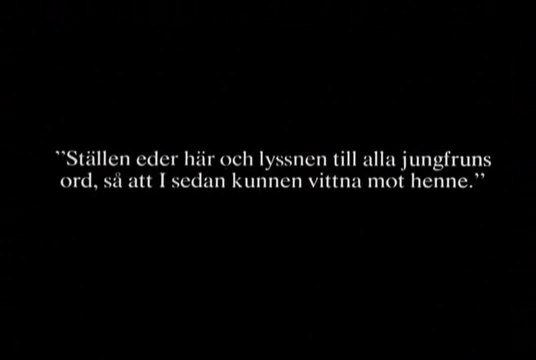 ”Ställen eder här och lyssnen till alla jungfruns
ord, så att I sedan kunnen vittna mot henne.”